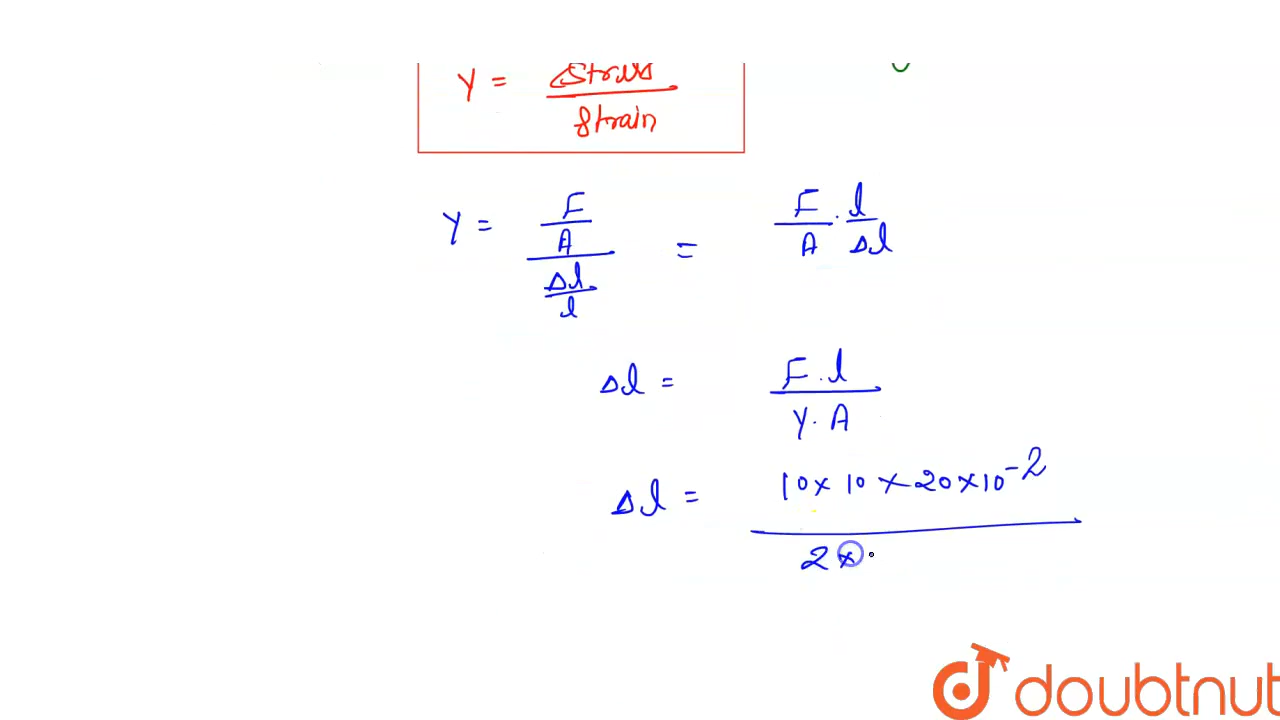 Y = Stress / Strain
Y = F/A / Δl/l = F/A . l/Δl
Δl = F.l / Y.A
Δl = 10 × 10 × 20 × 10⁻² / 2 ×
doubtnut